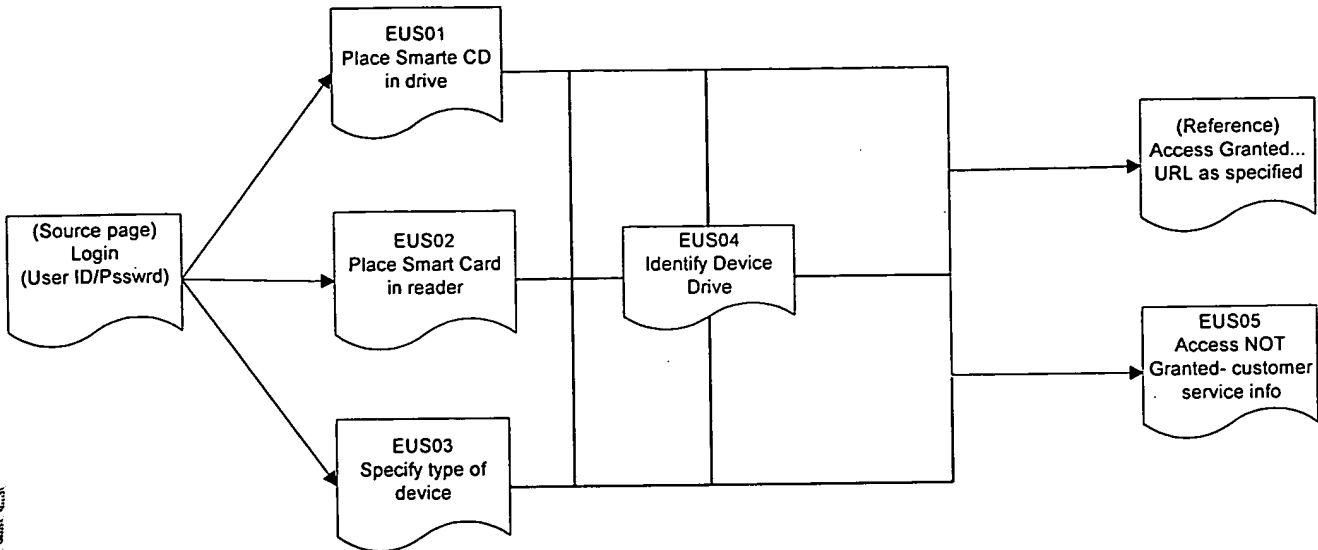 (Source page)
Login
(User ID/Psswrd)
EUS01
Place Smarte CD
in drive
EUS02
Place Smart Card
in reader
EUS03
Specify type of
device
EUS04
Identify Device
Drive
(Reference)
Access Granted...
URL as specified
EUS05
Access NOT
Granted- customer
service info